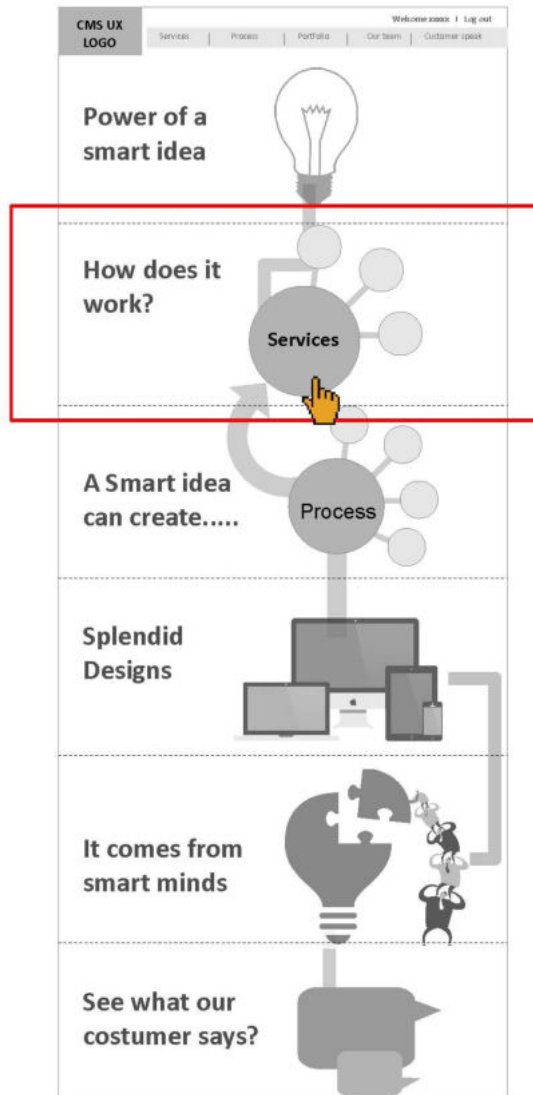 CMS UX
LOGO
Welcome xxxxx | Log out
Services | Process | Portfolio | Our team | Customer speak
Power of a
smart idea
How does it
work?
Services
A Smart idea
can create.....
Process
Splendid
Designs
It comes from
smart minds
See what our
costumer says?